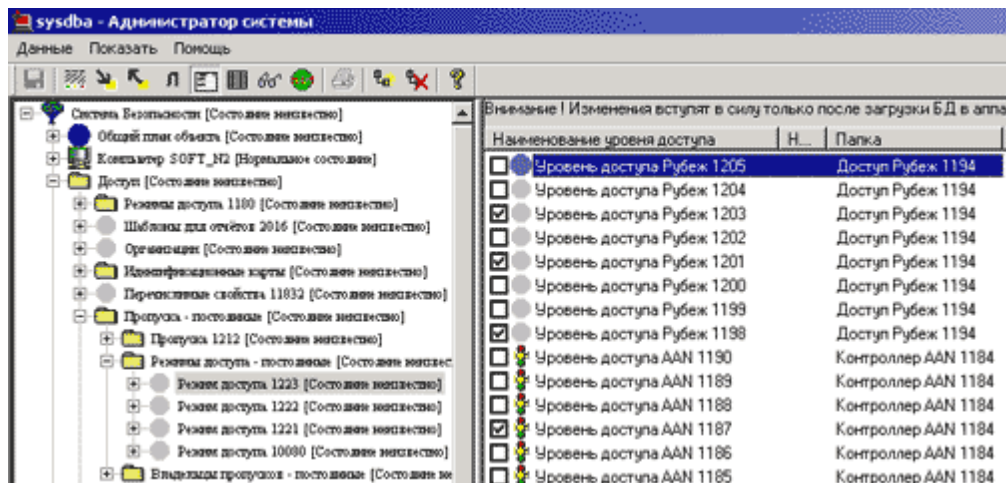 sysdba - Администратор системы
Данные Показать Помощь
Л
Внимание ! Изменения вступят в силу только после загрузки БД в аппа
Система Безопасности [Состояние неизвестно]
Общий план объекта [Состояние неизвестно]
Компьютер SOFT_N2 [Нормальное состояние]
Доступ [Состояние неизвестно]
Режимы доступа 1180 [Состояние неизвестно]
Шаблоны для отчётов 2016 [Состояние неизвестно]
Организации [Состояние неизвестно]
Идентификационные карты [Состояние неизвестно]
Перечислимые свойства 11832 [Состояние неизвестно]
Пропуска - постоянные [Состояние неизвестно]
Пропуска 1212 [Состояние неизвестно]
Режимы доступа - постоянные [Состояние неизвес
Режим доступа 1223 [Состояние неизвестно]
Режим доступа 1222 [Состояние неизвестно]
Режим доступа 1221 [Состояние неизвестно]
Режим доступа 10080 [Состояние неизвестно]
Владельцы пропусков - постоянные [Состояние не
Наименование уровня доступа Н... Папка
Уровень доступа Рубеж 1205 Доступ Рубеж 1194
Уровень доступа Рубеж 1204 Доступ Рубеж 1194
Уровень доступа Рубеж 1203 Доступ Рубеж 1194
Уровень доступа Рубеж 1202 Доступ Рубеж 1194
Уровень доступа Рубеж 1201 Доступ Рубеж 1194
Уровень доступа Рубеж 1200 Доступ Рубеж 1194
Уровень доступа Рубеж 1199 Доступ Рубеж 1194
Уровень доступа Рубеж 1198 Доступ Рубеж 1194
Уровень доступа AAN 1190 Контроллер AAN 1184
Уровень доступа AAN 1189 Контроллер AAN 1184
Уровень доступа AAN 1188 Контроллер AAN 1184
Уровень доступа AAN 1187 Контроллер AAN 1184
Уровень доступа AAN 1186 Контроллер AAN 1184
Уровень доступа AAN 1185 Контроллер AAN 1184